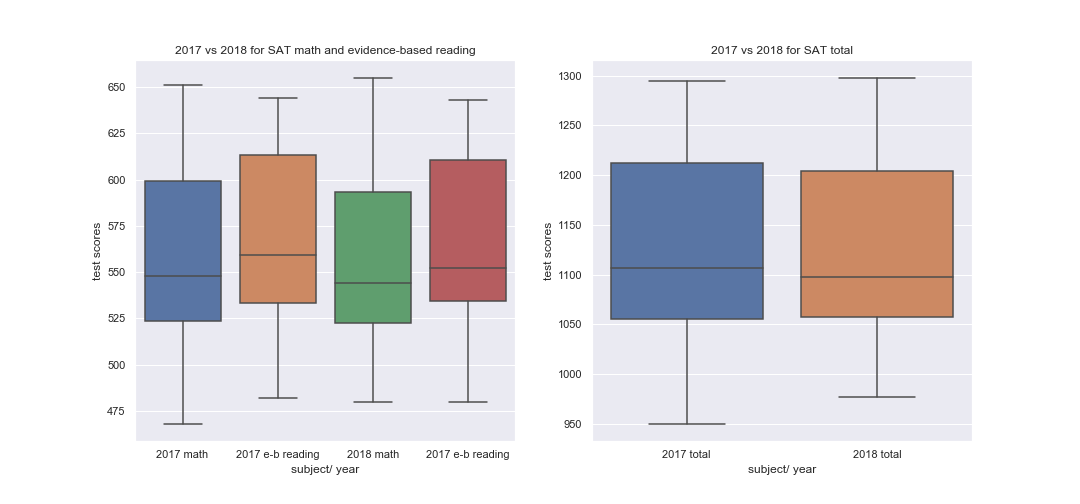 2017 vs 2018 for SAT math and evidence-based reading
650
625
600
575
550
525
500
475
test scores
2017 math
2017 e-b reading
2018 math
2017 e-b reading
subject/ year
2017 vs 2018 for SAT total
1300
1250
1200
1150
1100
1050
1000
950
test scores
2017 total
2018 total
subject/ year